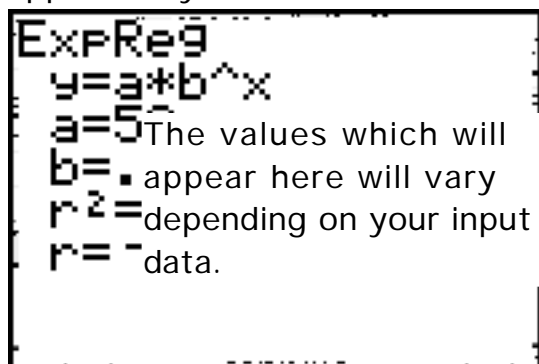 ExpReg
y=a*b^x
a=5 The values which will
b=. appear here will vary
r²= depending on your input
r=- data.